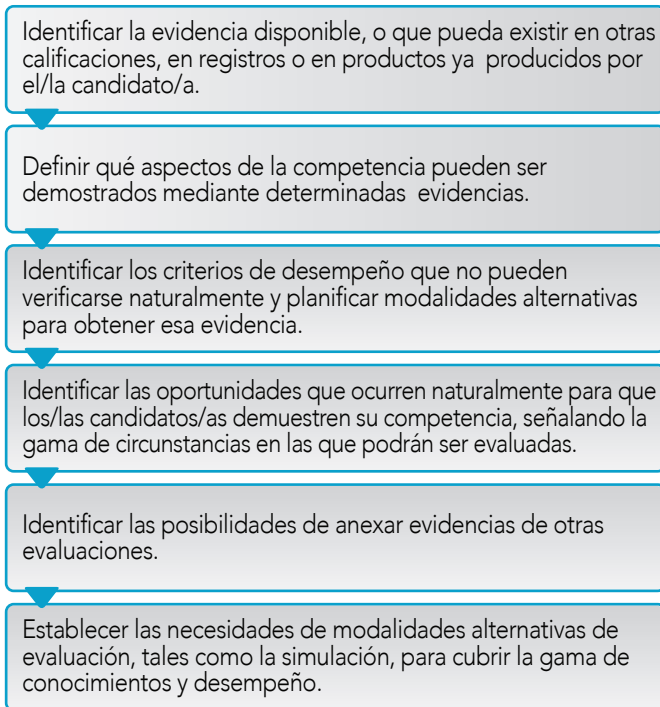 Identificar la evidencia disponible, o que pueda existir en otras
calificaciones, en registros o en productos ya producidos por
el/la candidato/a.
Definir qué aspectos de la competencia pueden ser
demostrados mediante determinadas evidencias.
Identificar los criterios de desempeño que no pueden
verificarse naturalmente y planificar modalidades alternativas
para obtener esa evidencia.
Identificar las oportunidades que ocurren naturalmente para que
los/las candidatos/as demuestren su competencia, señalando la
gama de circunstancias en las que podrán ser evaluadas.
Identificar las posibilidades de anexar evidencias de otras
evaluaciones.
Establecer las necesidades de modalidades alternativas de
evaluación, tales como la simulación, para cubrir la gama de
conocimientos y desempeño.